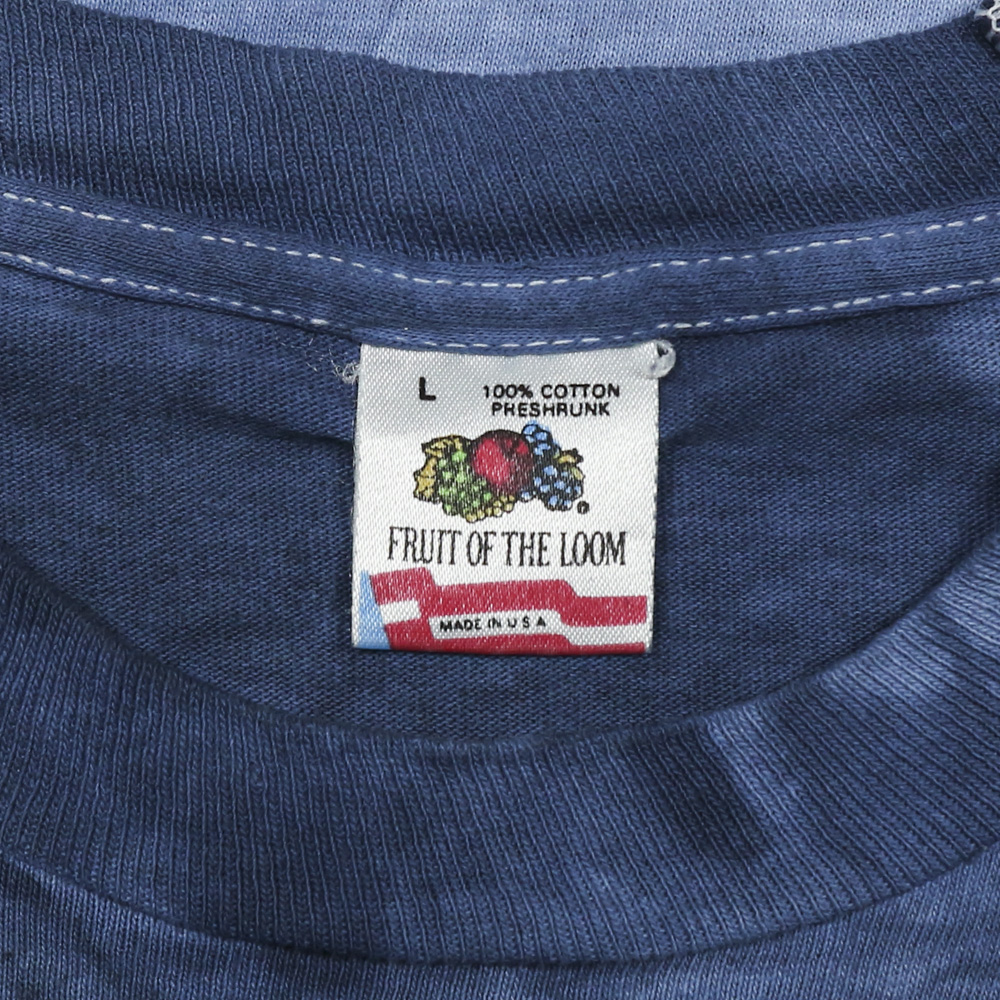 L
100% COTTON
PRESHRUNK
®
FRUIT OF THE LOOM
MADE IN U S A